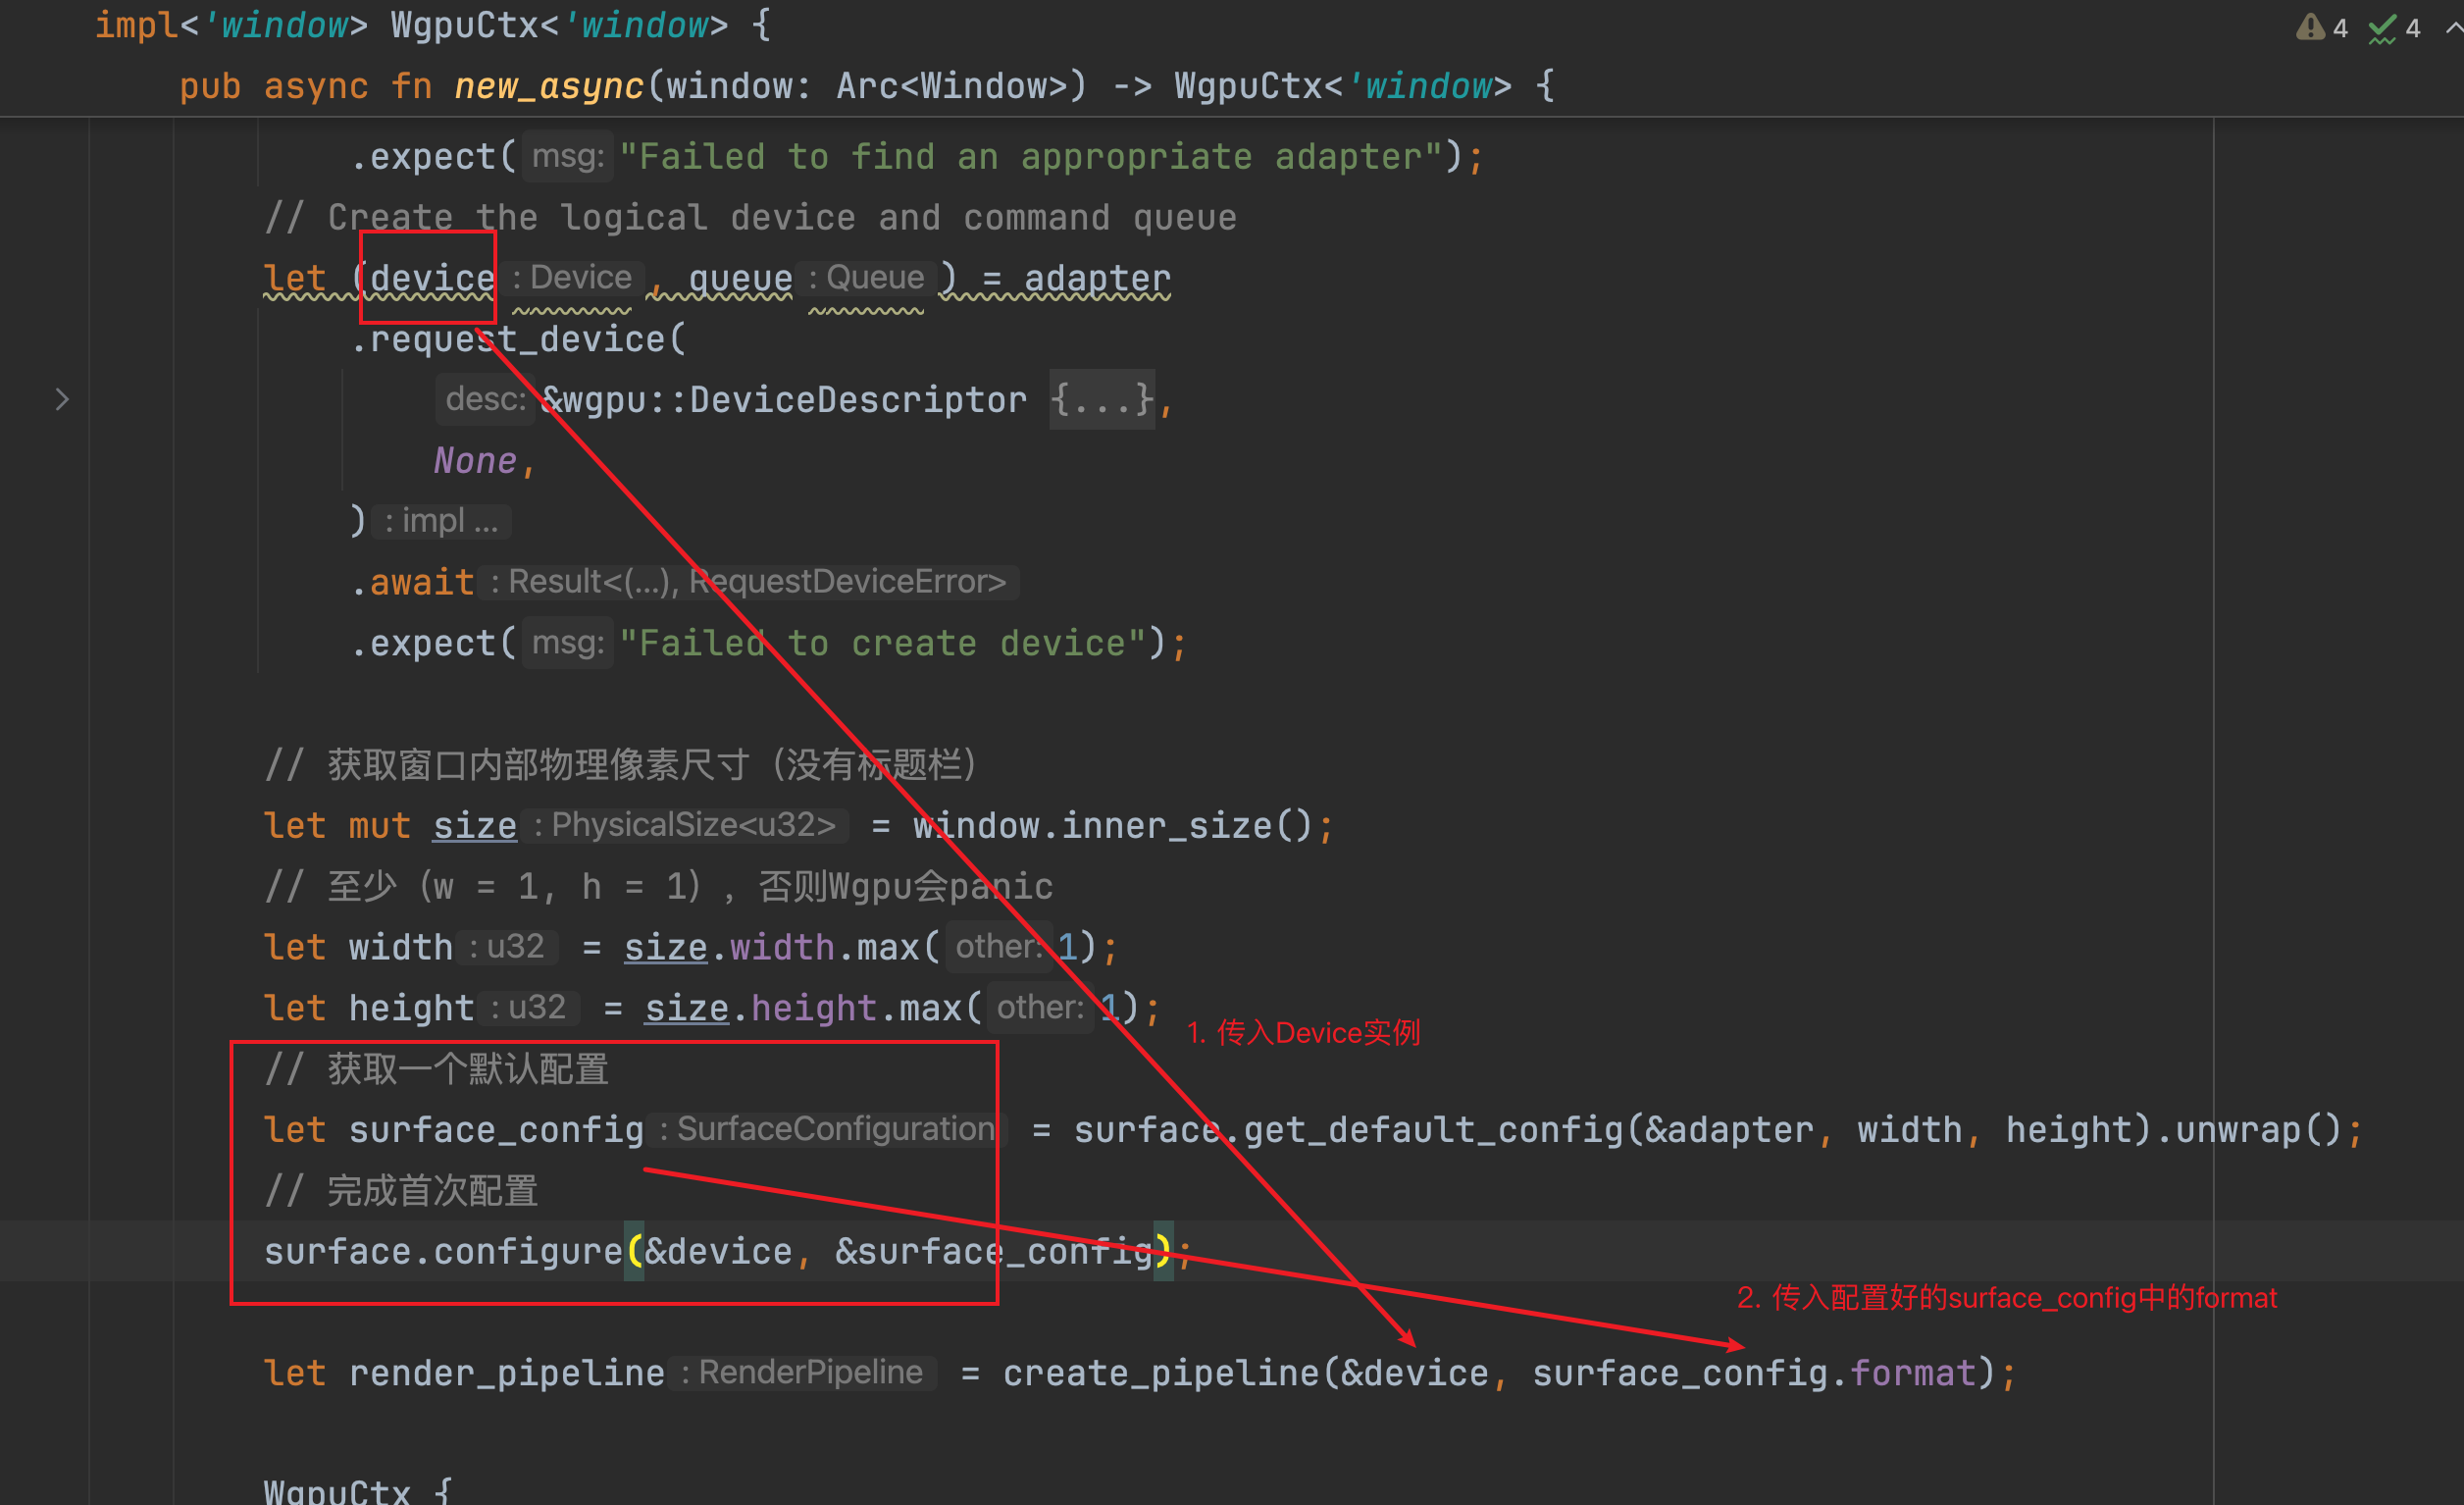 impl<'window> WgpuCtx<'window> {
4 4
pub async fn new_async(window: Arc<Window>) -> WgpuCtx<'window> {
.expect( msg: "Failed to find an appropriate adapter");
// Create the logical device and command queue
let (device : Device , queue : Queue ) = adapter
.request_device(
desc: &wgpu::DeviceDescriptor {...},
None,
) : impl ...
.await : Result<(...), RequestDeviceError>
.expect( msg: "Failed to create device");
// 获取窗口内部物理像素尺寸（没有标题栏）
let mut size : PhysicalSize<u32> = window.inner_size();
// 至少（w = 1, h = 1），否则Wgpu会panic
let width : u32 = size.width.max( other: 1);
let height : u32 = size.height.max( other: 1);
1. 传入Device实例
// 获取一个默认配置
let surface_config : SurfaceConfiguration = surface.get_default_config(&adapter, width, height).unwrap();
// 完成首次配置
surface.configure(&device, &surface_config);
2. 传入配置好的surface_config中的format
let render_pipeline : RenderPipeline = create_pipeline(&device, surface_config.format);
WgpuCtx {